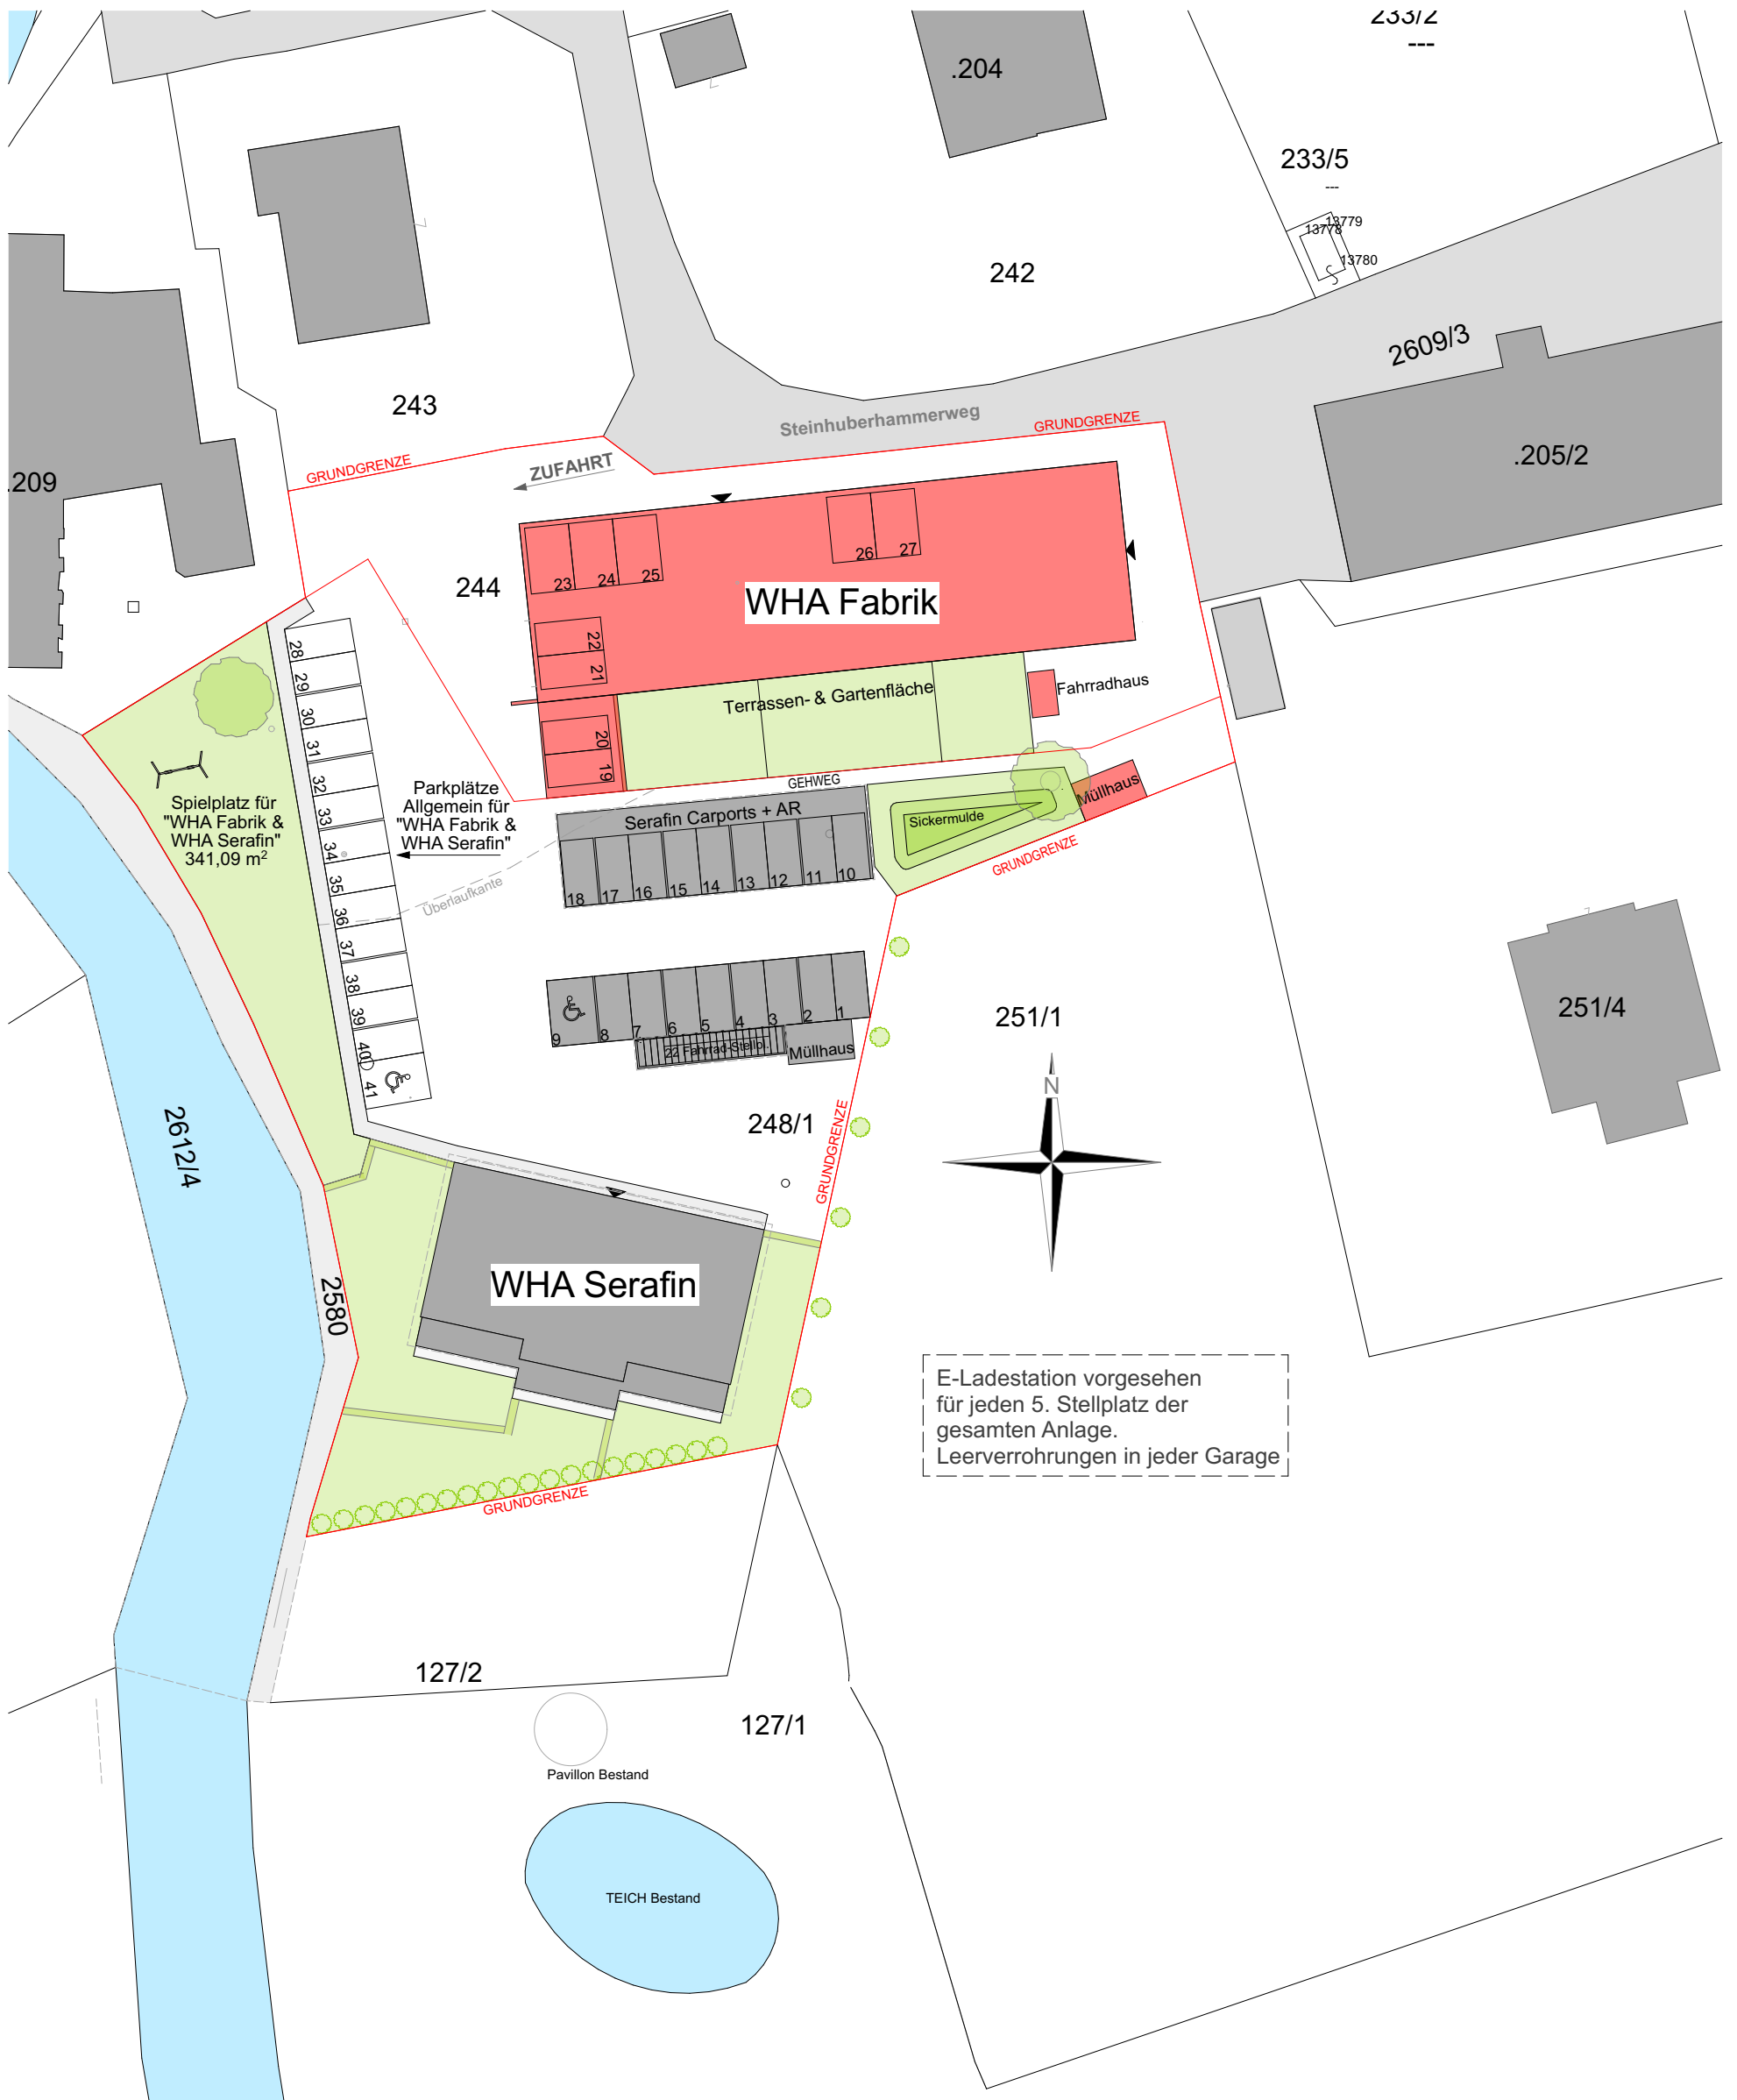 233/2
---
.204
233/5
---
13779
13778
13780
242
2609/3
243
Steinhuberhammerweg
GRUNDGRENZE
GRUNDGRENZE
ZUFAHRT
.205/2
.209
23
24
25
26
27
244
WHA Fabrik
22
21
Terrassen- & Gartenfläche
Fahrradhaus
20
19
GEHWEG
Müllhaus
28
29
30
31
32
33
34
35
36
37
38
39
40
41
Spielplatz für
"WHA Fabrik &
WHA Serafin"
341,09 m²
Parkplätze
Allgemein für
"WHA Fabrik &
WHA Serafin"
Serafin Carports + AR
Sickermulde
GRUNDGRENZE
18
17
16
15
14
13
12
11
10
Überlaufkante
9
8
7
6
5
4
3
2
1
22 Fahrrad-Stellpl.
Müllhaus
251/1
251/4
N
248/1
GRUNDGRENZE
2612/4
2580
WHA Serafin
E-Ladestation vorgesehen
für jeden 5. Stellplatz der
gesamten Anlage.
Leerverrohrungen in jeder Garage
GRUNDGRENZE
127/2
127/1
Pavillon Bestand
TEICH Bestand